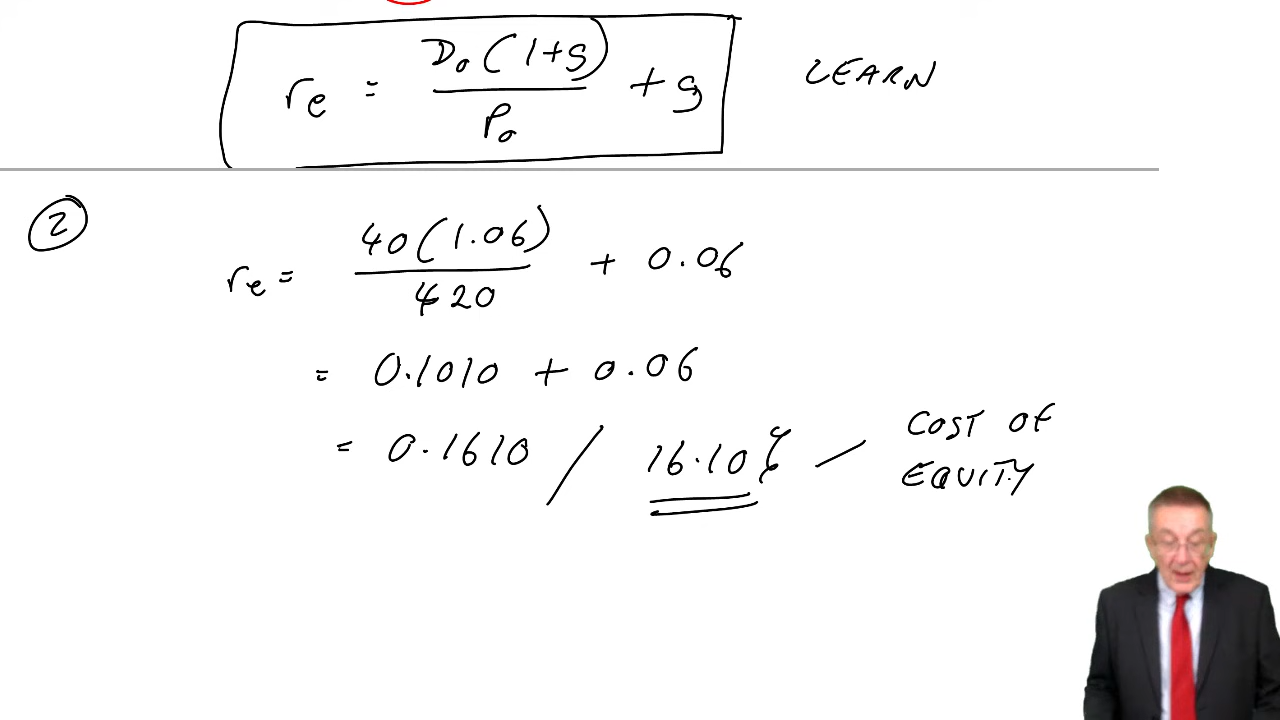 re = D₀(1+g)/P₀ + g LEARN
②
re = 40(1.06)/420 + 0.06
= 0.1010 + 0.06
= 0.1610 / 16.10% – COST OF EQUITY